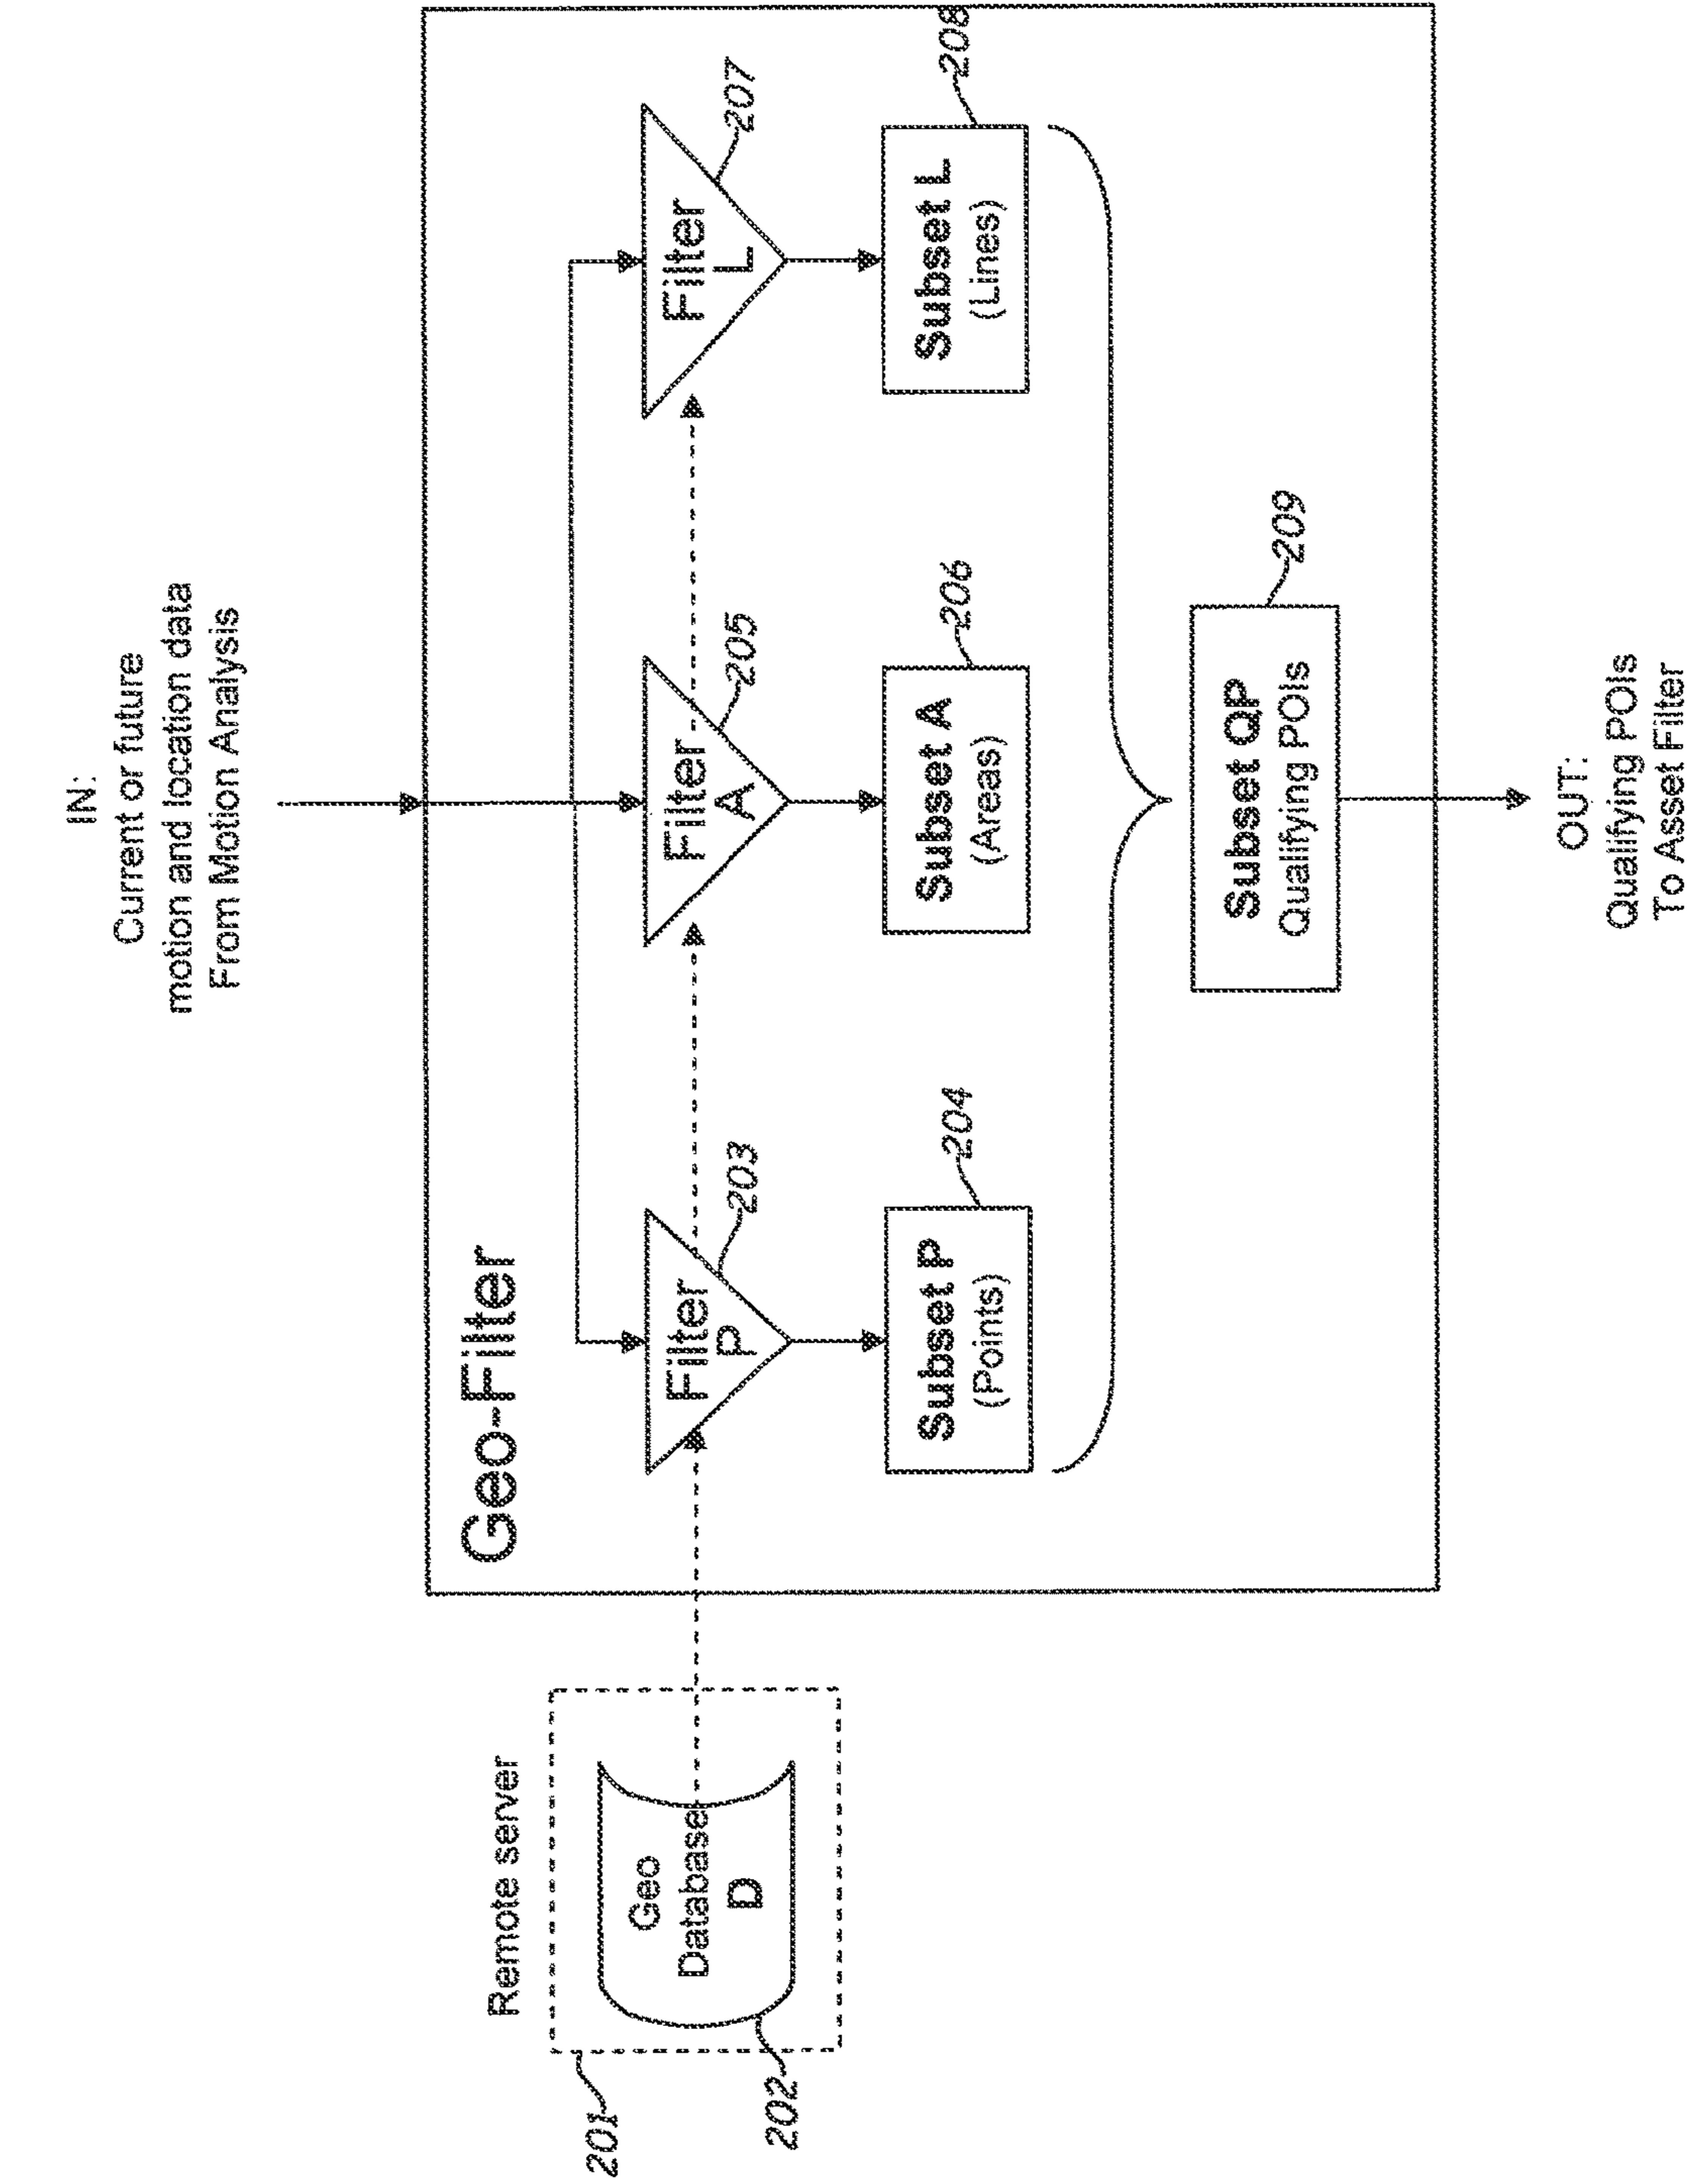 IN:
Current or future
motion and location data
From Motion Analysis
Geo-Filter
Remote server
201
Geo
Database
D
202
Filter
P
203
Filter
A
205
Filter
L
207
Subset P
(Points)
204
Subset A
(Areas)
206
Subset L
(Lines)
208
Subset QP
Qualifying POIs
209
OUT:
Qualifying POIs
To Asset Filter